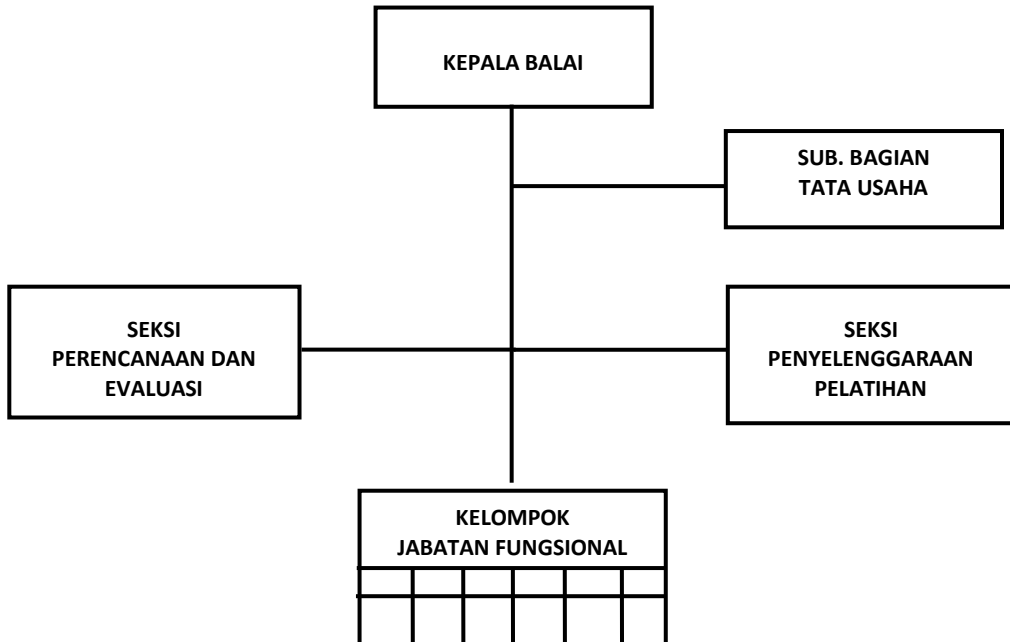 KEPALA BALAI
SUB. BAGIAN
TATA USAHA
SEKSI
PERENCANAAN DAN
EVALUASI
SEKSI
PENYELENGGARAAN
PELATIHAN
KELOMPOK
JABATAN FUNGSIONAL